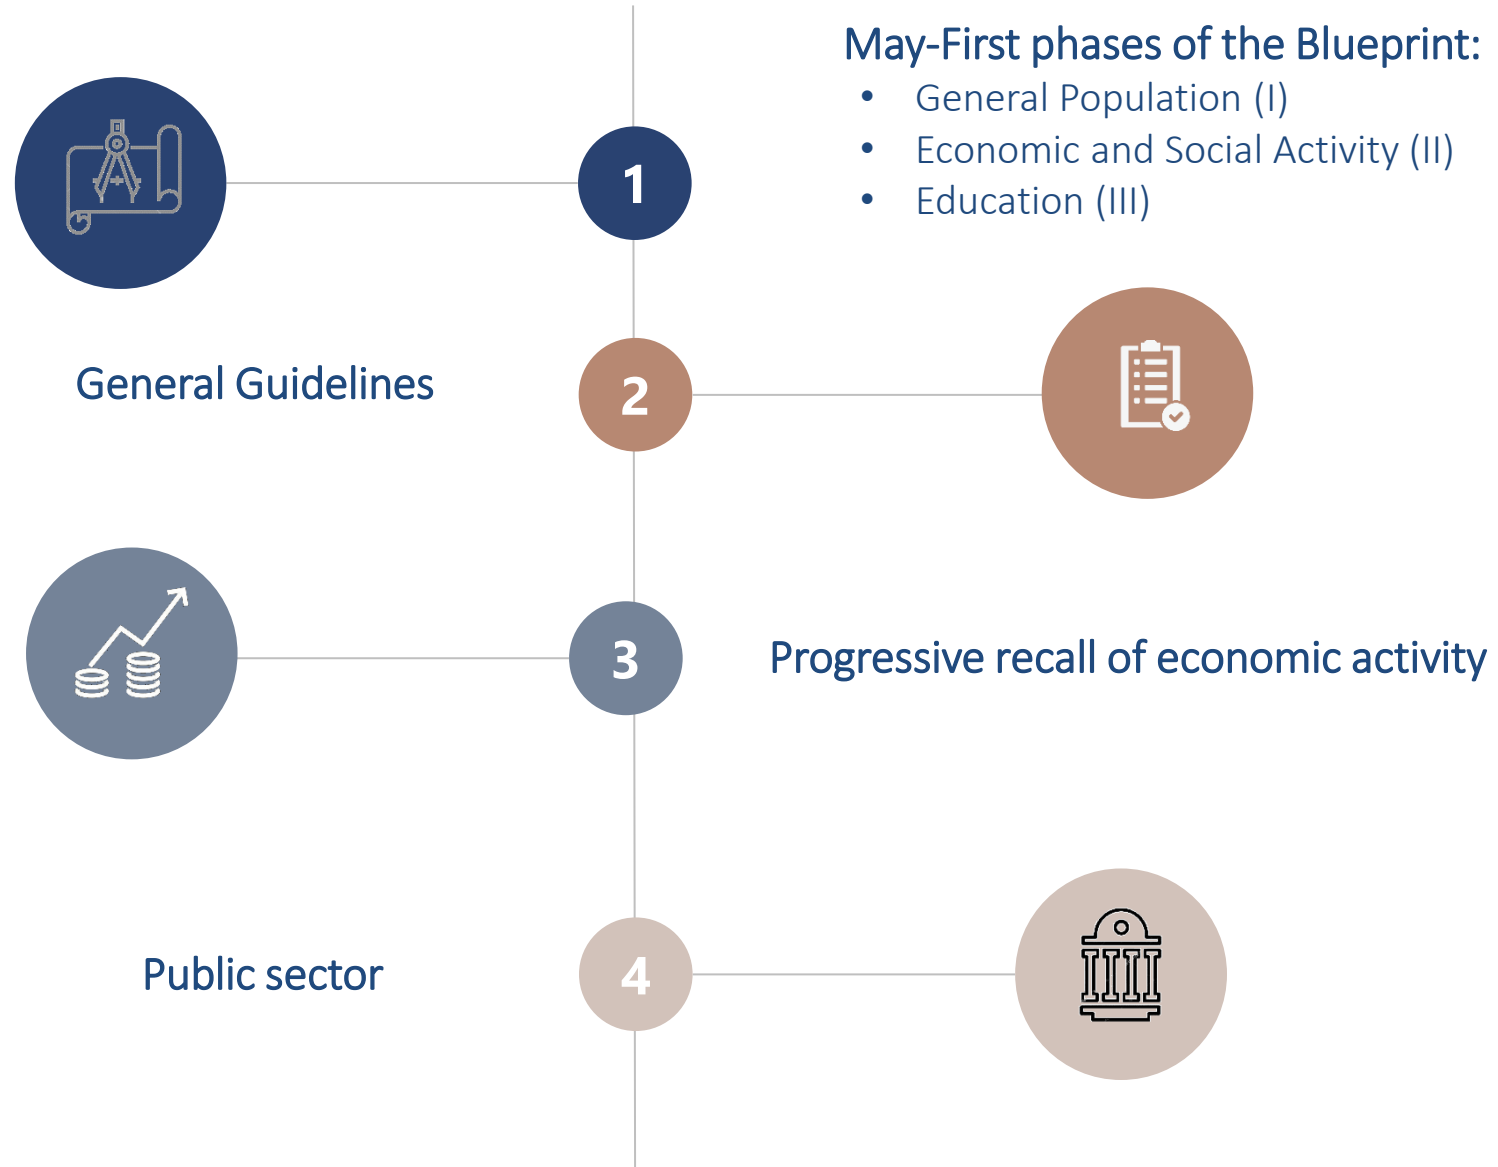 May-First phases of the Blueprint:
• General Population (I)
• Economic and Social Activity (II)
• Education (III)
1
General Guidelines
2
3
Progressive recall of economic activity
Public sector
4